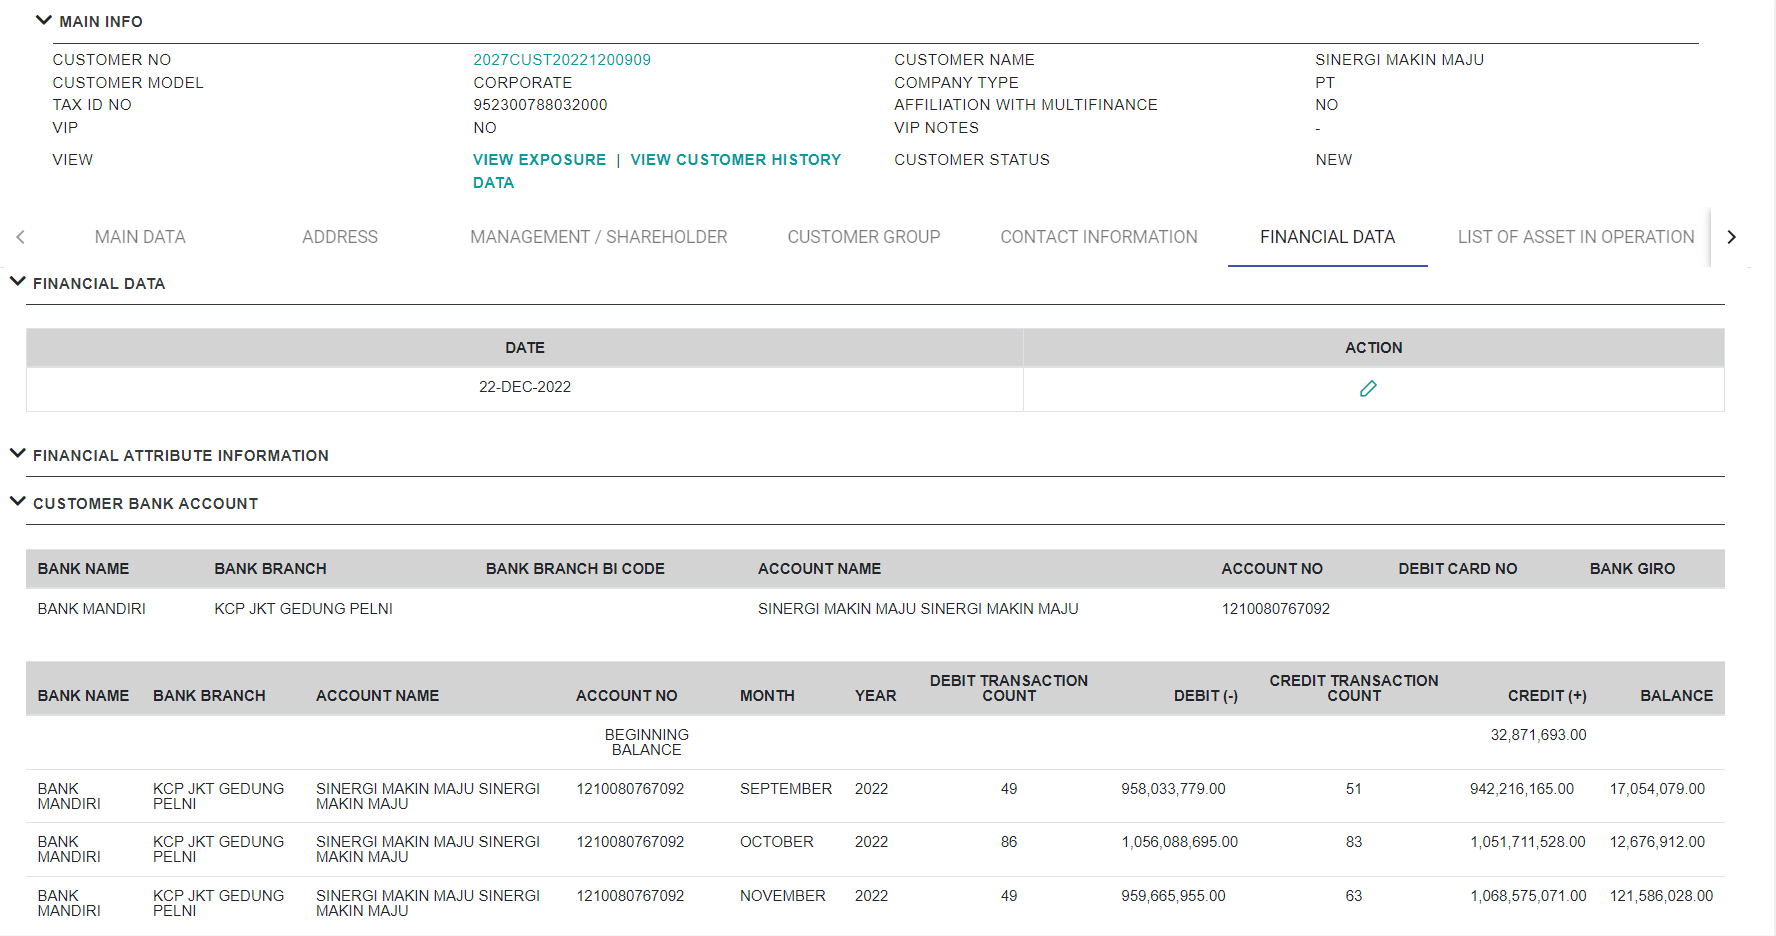 MAIN INFO
CUSTOMER NO 2027CUST20221200909 CUSTOMER NAME SINERGI MAKIN MAJU
CUSTOMER MODEL CORPORATE COMPANY TYPE PT
TAX ID NO 952300788032000 AFFILIATION WITH MULTIFINANCE NO
VIP NO VIP NOTES -
VIEW VIEW EXPOSURE | VIEW CUSTOMER HISTORY CUSTOMER STATUS NEW
DATA
MAIN DATA ADDRESS MANAGEMENT / SHAREHOLDER CUSTOMER GROUP CONTACT INFORMATION FINANCIAL DATA LIST OF ASSET IN OPERATION
FINANCIAL DATA
DATE ACTION
22-DEC-2022
FINANCIAL ATTRIBUTE INFORMATION
CUSTOMER BANK ACCOUNT
BANK NAME BANK BRANCH BANK BRANCH BI CODE ACCOUNT NAME ACCOUNT NO DEBIT CARD NO BANK GIRO
BANK MANDIRI KCP JKT GEDUNG PELNI SINERGI MAKIN MAJU SINERGI MAKIN MAJU 1210080767092
DEBIT TRANSACTION CREDIT TRANSACTION
BANK NAME BANK BRANCH ACCOUNT NAME ACCOUNT NO MONTH YEAR COUNT DEBIT (-) COUNT CREDIT (+) BALANCE
BEGINNING 32,871,693.00
BALANCE
BANK KCP JKT GEDUNG SINERGI MAKIN MAJU SINERGI 1210080767092 SEPTEMBER 2022 49 958,033,779.00 51 942,216,165.00 17,054,079.00
MANDIRI PELNI MAKIN MAJU
BANK KCP JKT GEDUNG SINERGI MAKIN MAJU SINERGI 1210080767092 OCTOBER 2022 86 1,056,088,695.00 83 1,051,711,528.00 12,676,912.00
MANDIRI PELNI MAKIN MAJU
BANK KCP JKT GEDUNG SINERGI MAKIN MAJU SINERGI 1210080767092 NOVEMBER 2022 49 959,665,955.00 63 1,068,575,071.00 121,586,028.00
MANDIRI PELNI MAKIN MAJU